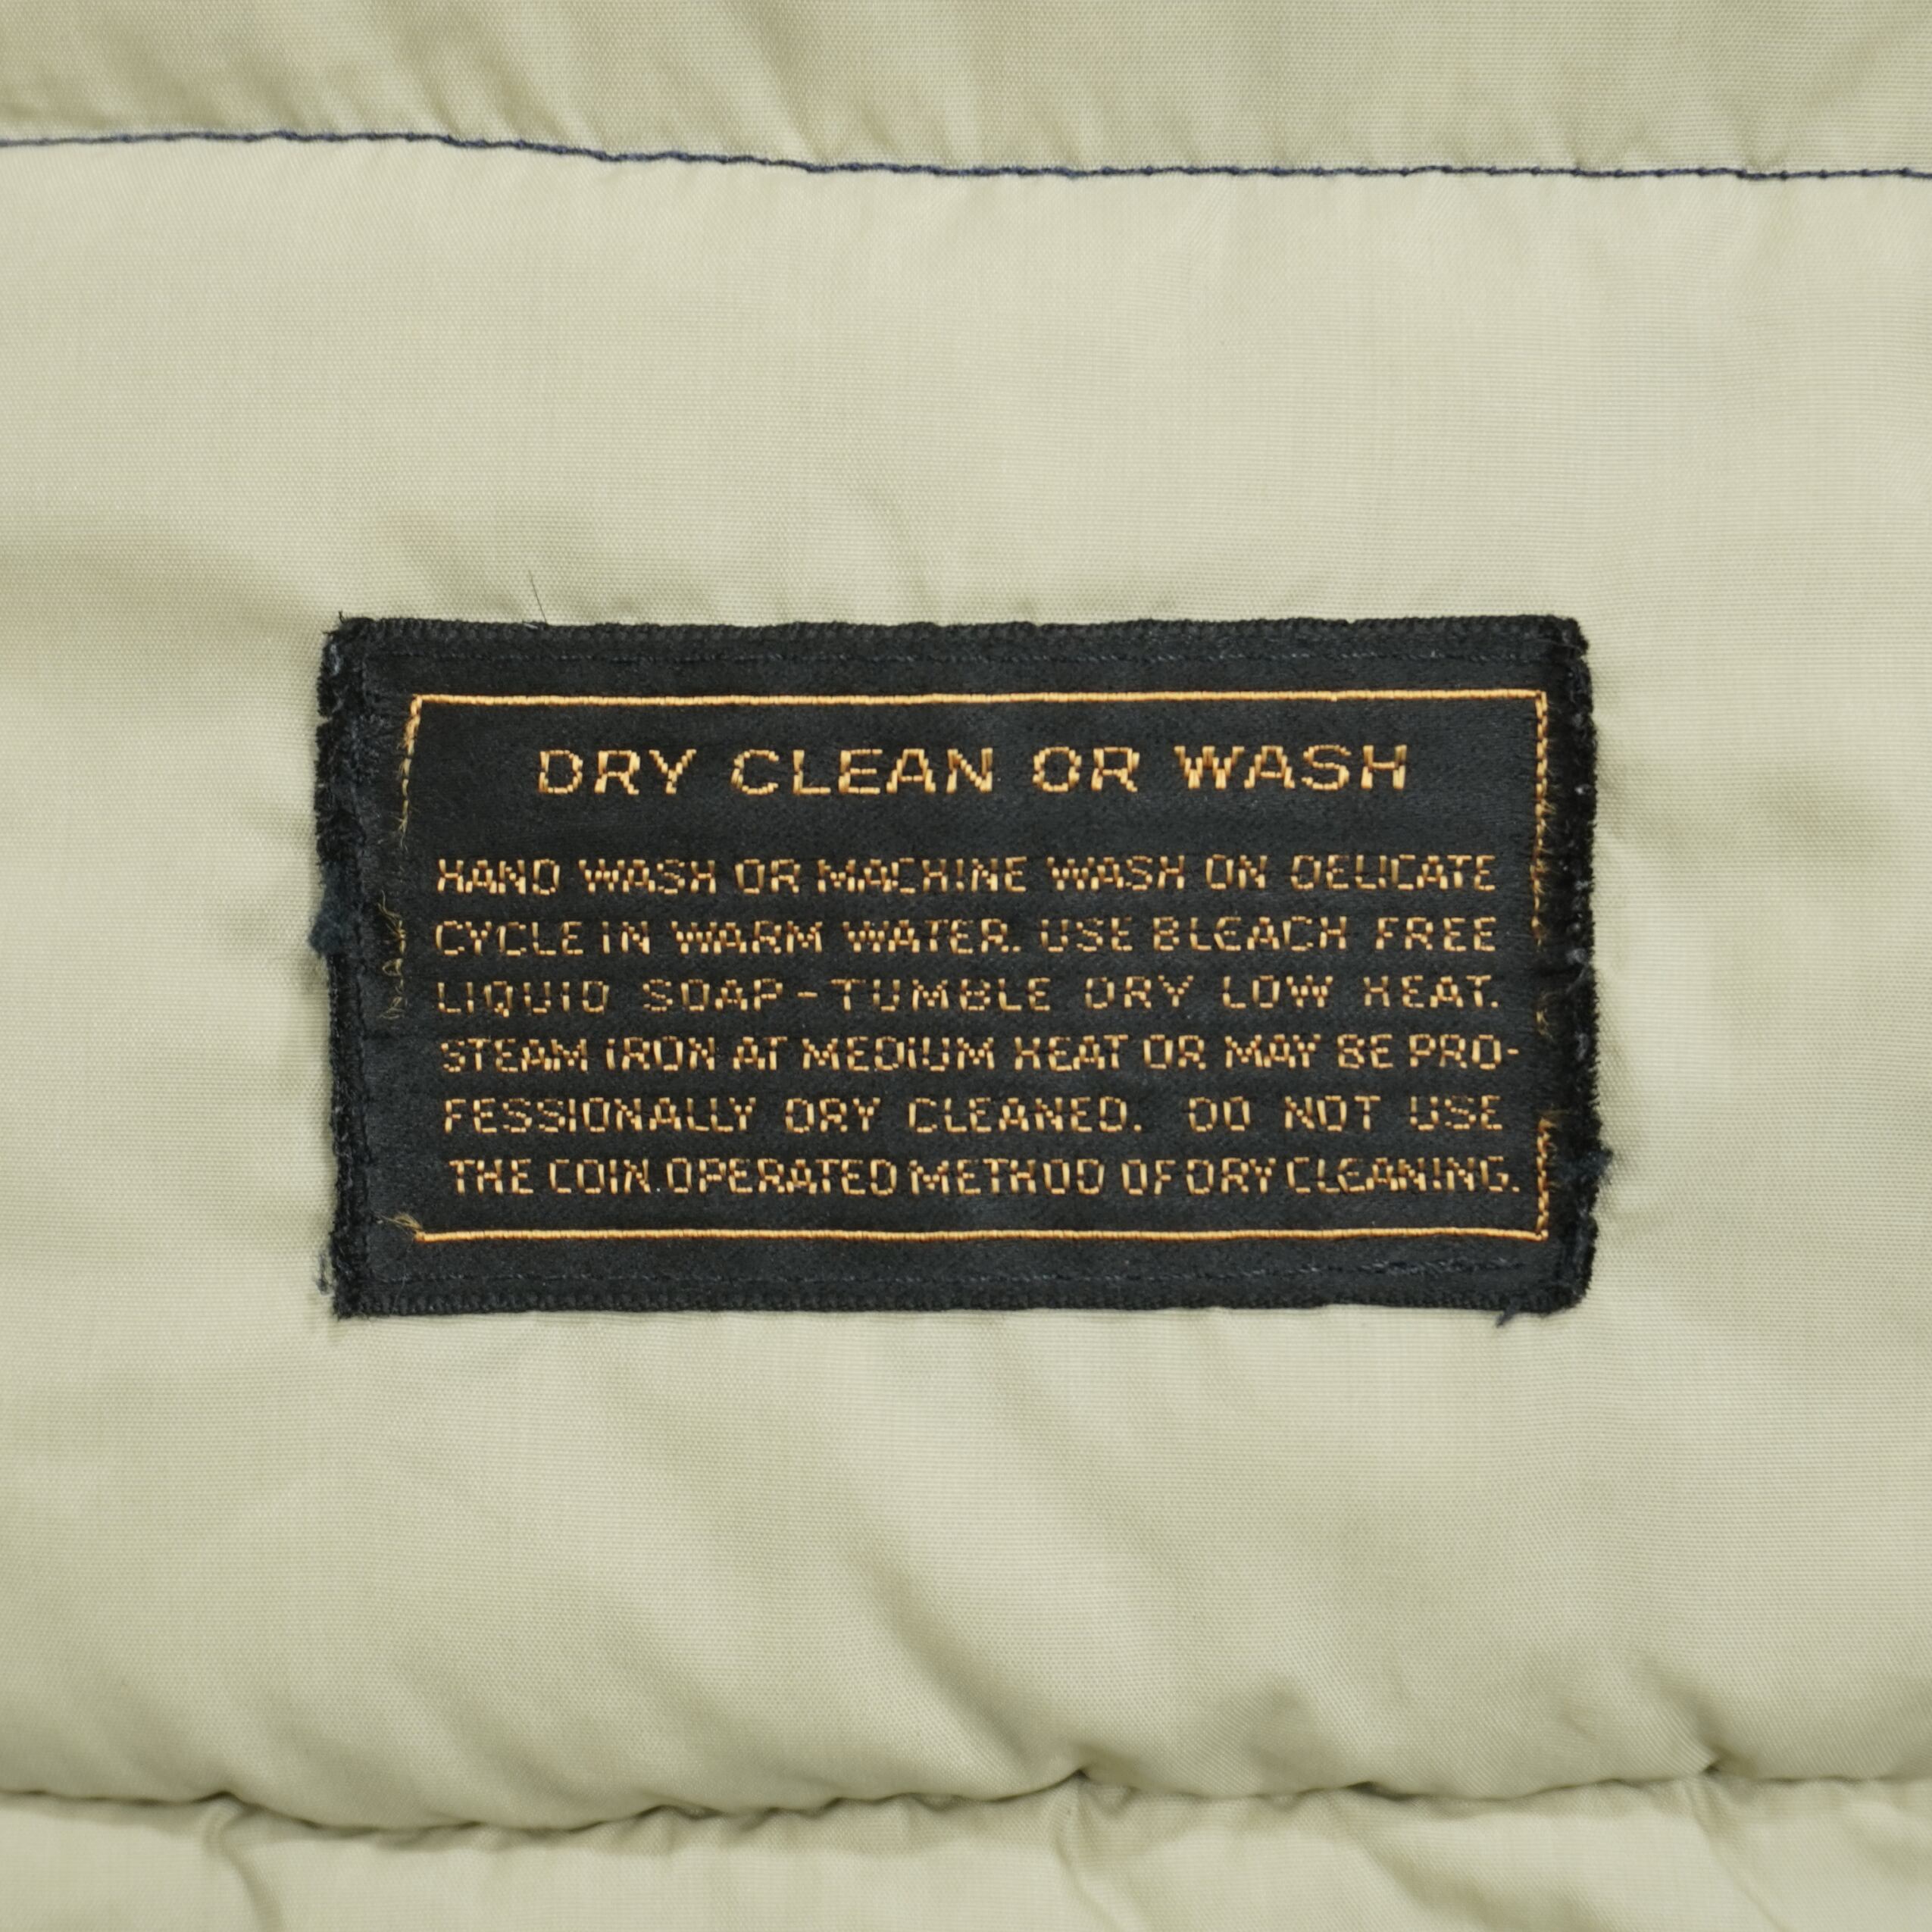 DRY CLEAN OR WASH
HAND WASH OR MACHINE WASH ON DELICATE
CYCLE IN WARM WATER. USE BLEACH FREE
LIQUID SOAP-TUMBLE DRY LOW HEAT.
STEAM IRON AT MEDIUM HEAT OR MAY BE PRO-
FESSIONALLY DRY CLEANED. DO NOT USE
THE COIN.OPERATED METHOD OF DRY CLEANING.